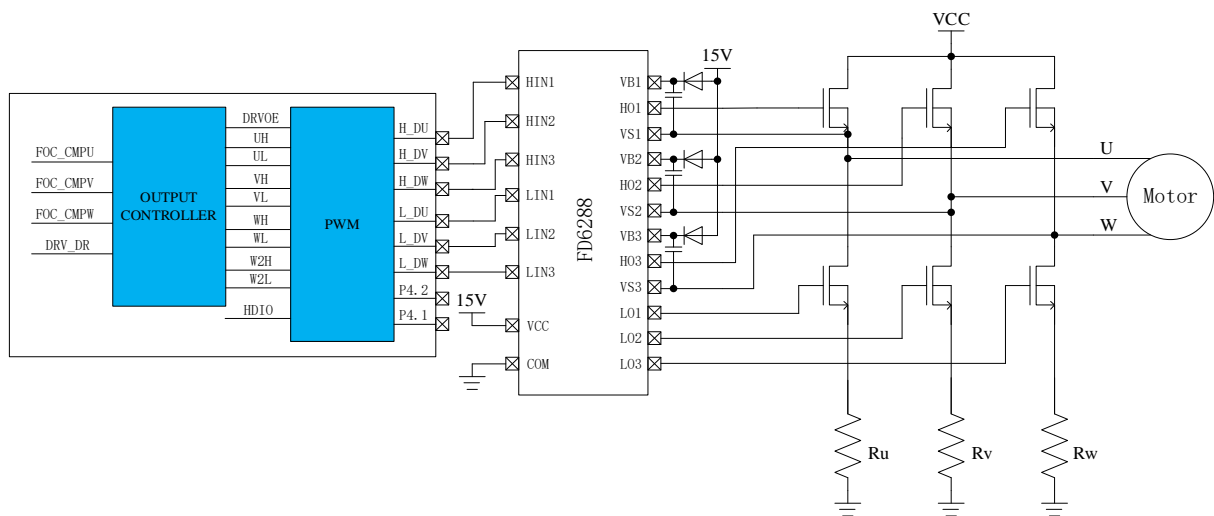 FOC_CMPU
FOC_CMPV
FOC_CMPW
DRV_DR
OUTPUT
CONTROLLER
DRVOE
UH
UL
VH
VL
WH
WL
W2H
W2L
HDIO
PWM
H_DU
H_DV
H_DW
L_DU
L_DV
L_DW
P4.2
P4.1
15V
HIN1
HIN2
HIN3
LIN1
LIN2
LIN3
VCC
COM
FD6288
VB1
HO1
VS1
VB2
HO2
VS2
VB3
HO3
VS3
LO1
LO2
LO3
15V
VCC
U
V
W
Motor
Ru
Rv
Rw